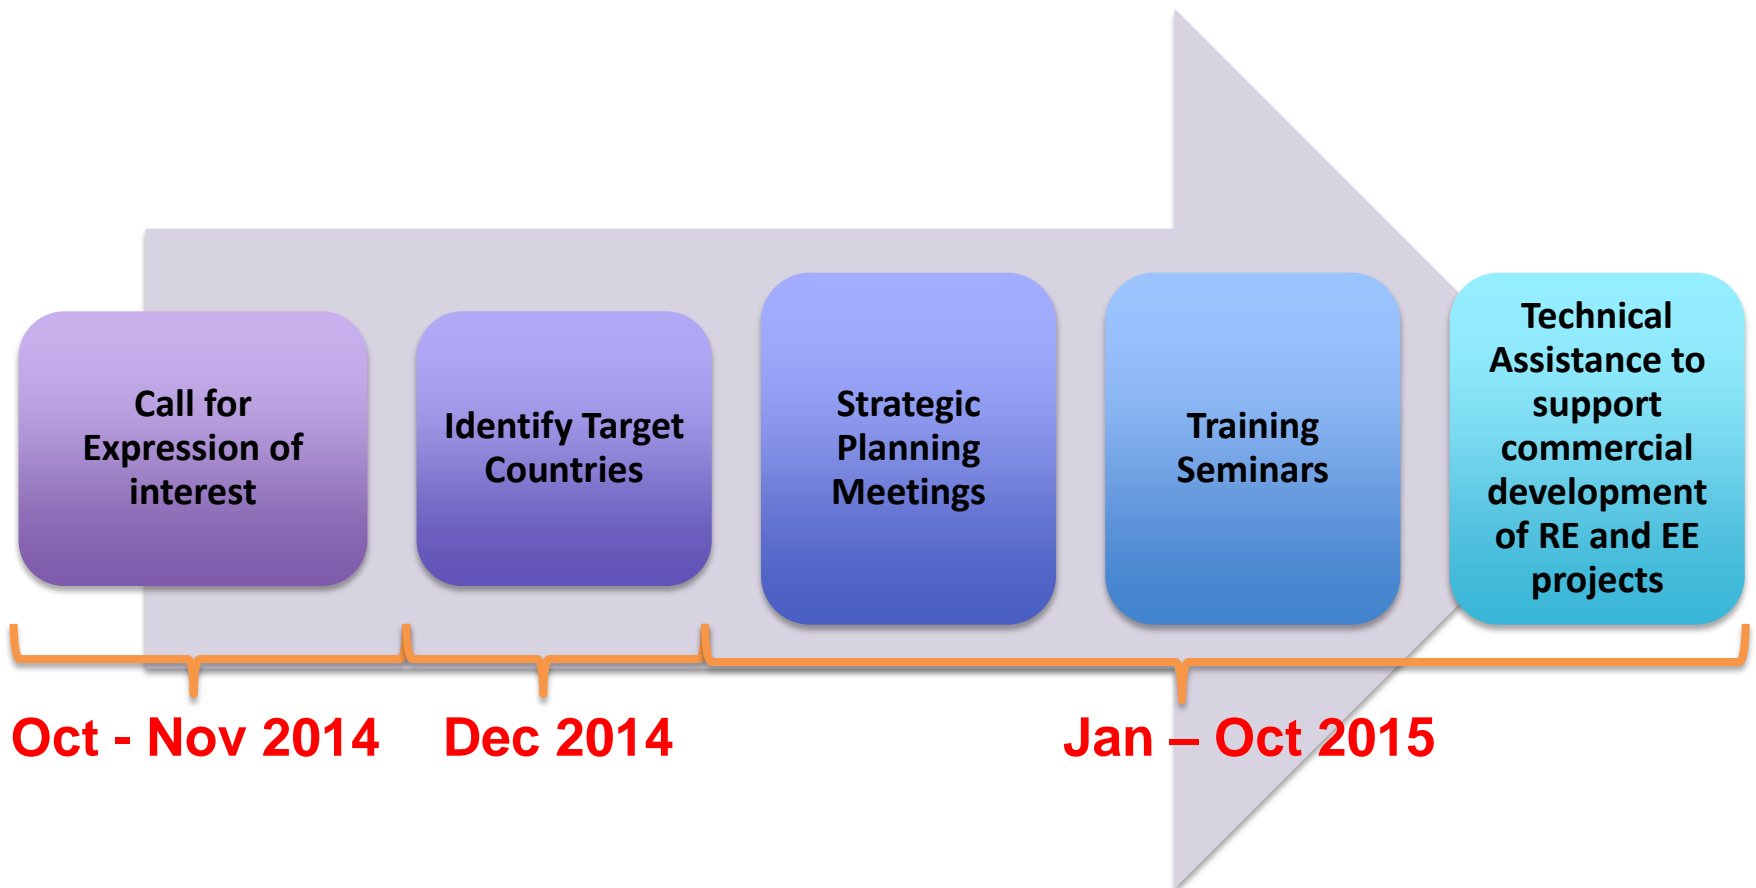 Call for
Expression of
interest
Identify Target
Countries
Strategic
Planning
Meetings
Training
Seminars
Technical
Assistance to
support
commercial
development
of RE and EE
projects
Oct - Nov 2014
Dec 2014
Jan – Oct 2015